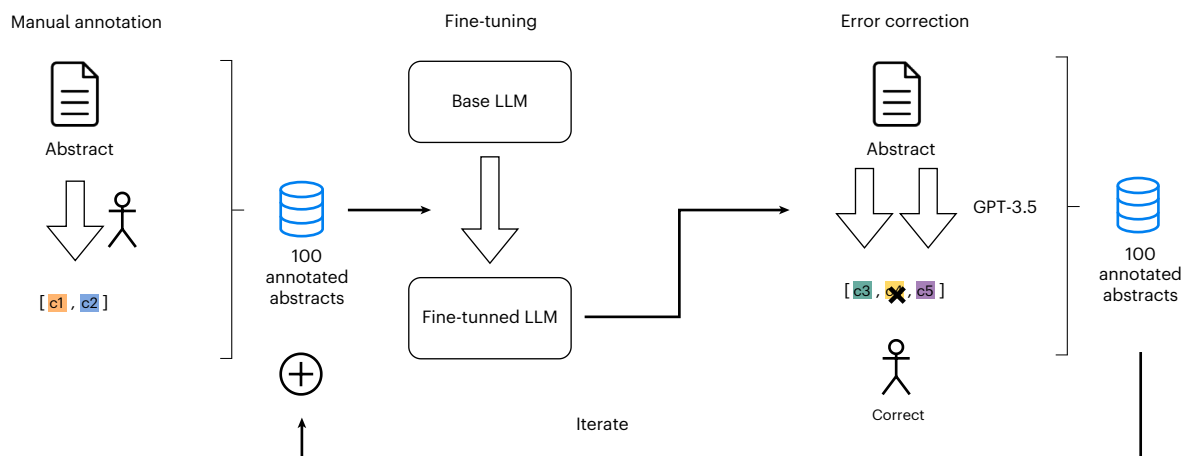 Manual annotation
Fine-tuning
Error correction
Abstract
[ c1 , c2 ]
100
annotated
abstracts
Base LLM
Fine-tunned LLM
Abstract
GPT-3.5
[ c3 , , c5 ]
Correct
100
annotated
abstracts
Iterate